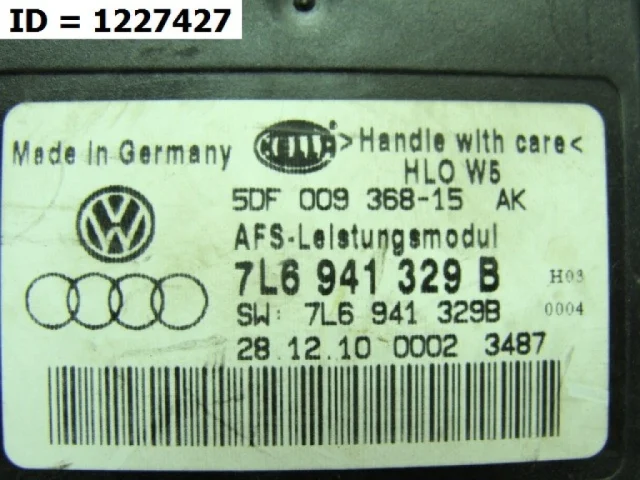 ID = 1227427
Made in Germany HELLA >Handle with care<
HLO W5
5DF 009 368-15 AK
AFS-Leistungsmodul
7L6 941 329 B H03
SW: 7L6 941 329B 0004
28.12.10 0002 3487